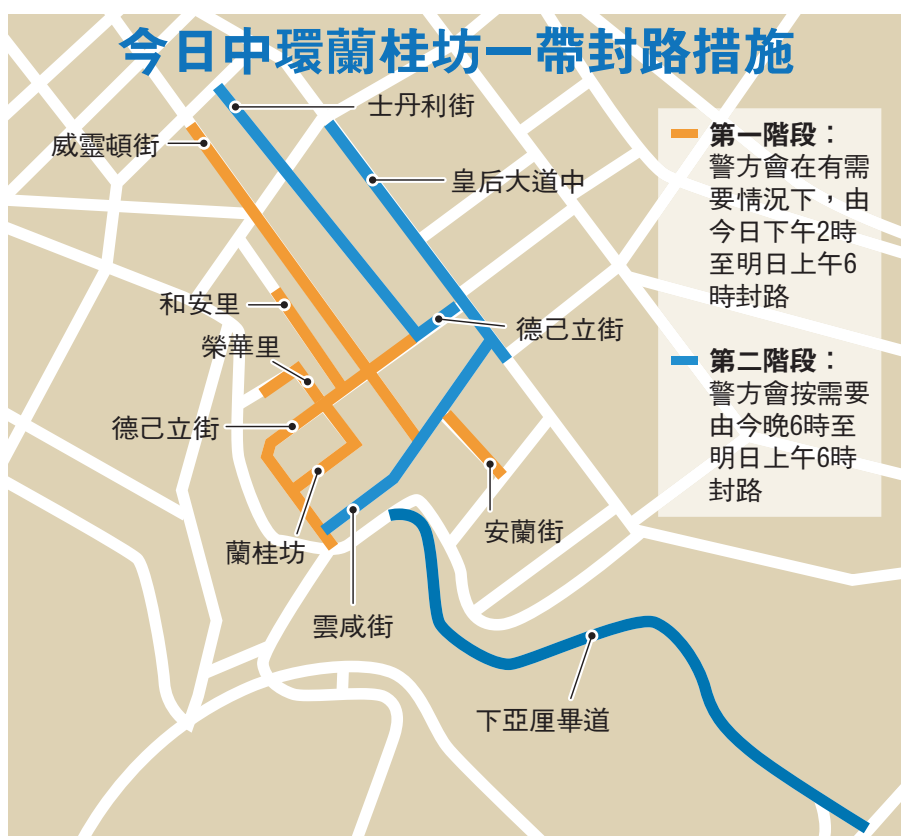 今日中環蘭桂坊一帶封路措施
士丹利街
威靈頓街
皇后大道中
和安里
德己立街
榮華里
德己立街
安蘭街
蘭桂坊
雲咸街
下亞厘畢道
第一階段：
警方會在有需
要情況下，由
今日下午2時
至明日上午6
時封路
第二階段：
警方會按需要
由今晚6時至
明日上午6時
封路